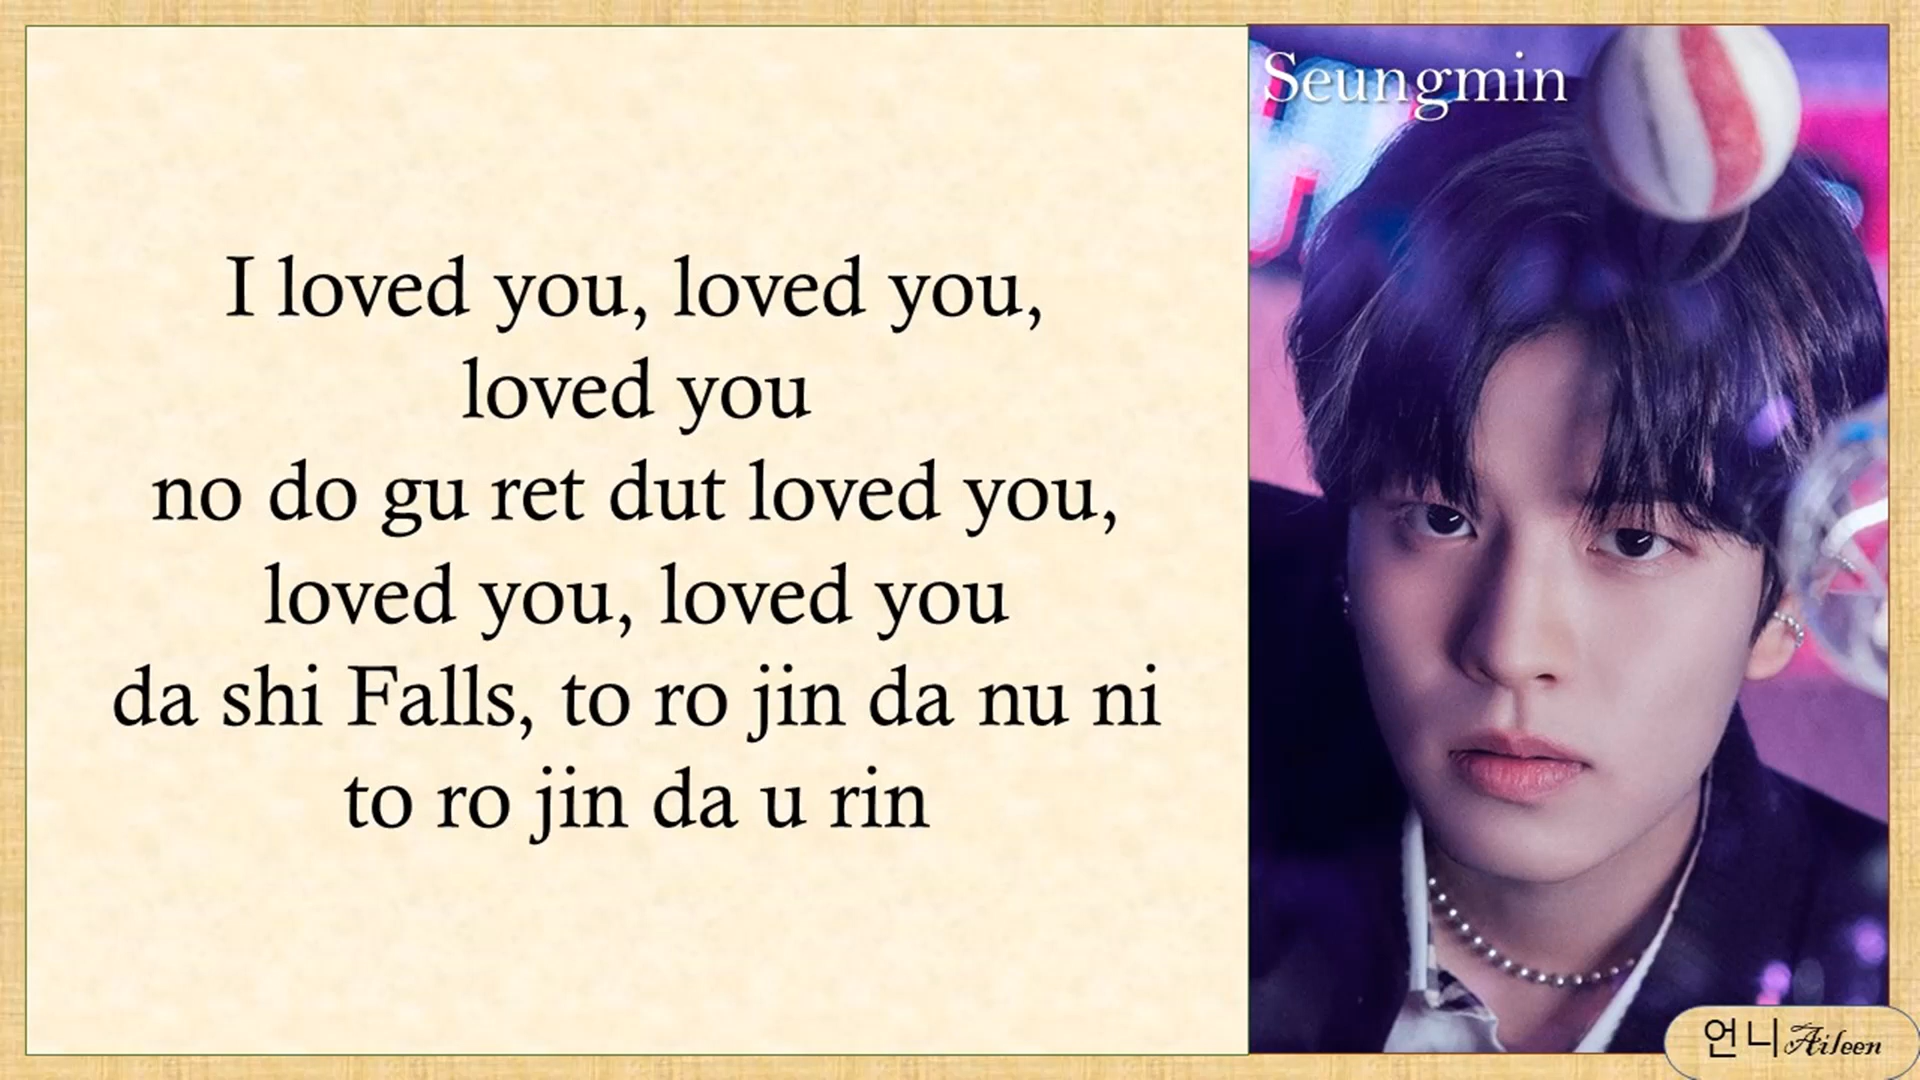 I loved you, loved you,
loved you
no do gu ret dut loved you,
loved you, loved you
da shi Falls, to ro jin da nu ni
to ro jin da u rin
Seungmin
언니 Aileen